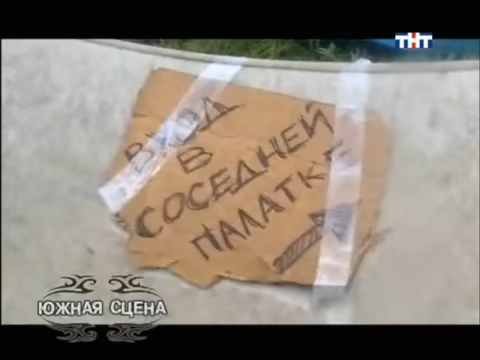 ТНТ
ВХОД
В
СОСЕДНЕЙ
ПАЛАТКЕ
ЮЖНАЯ СЦЕНА